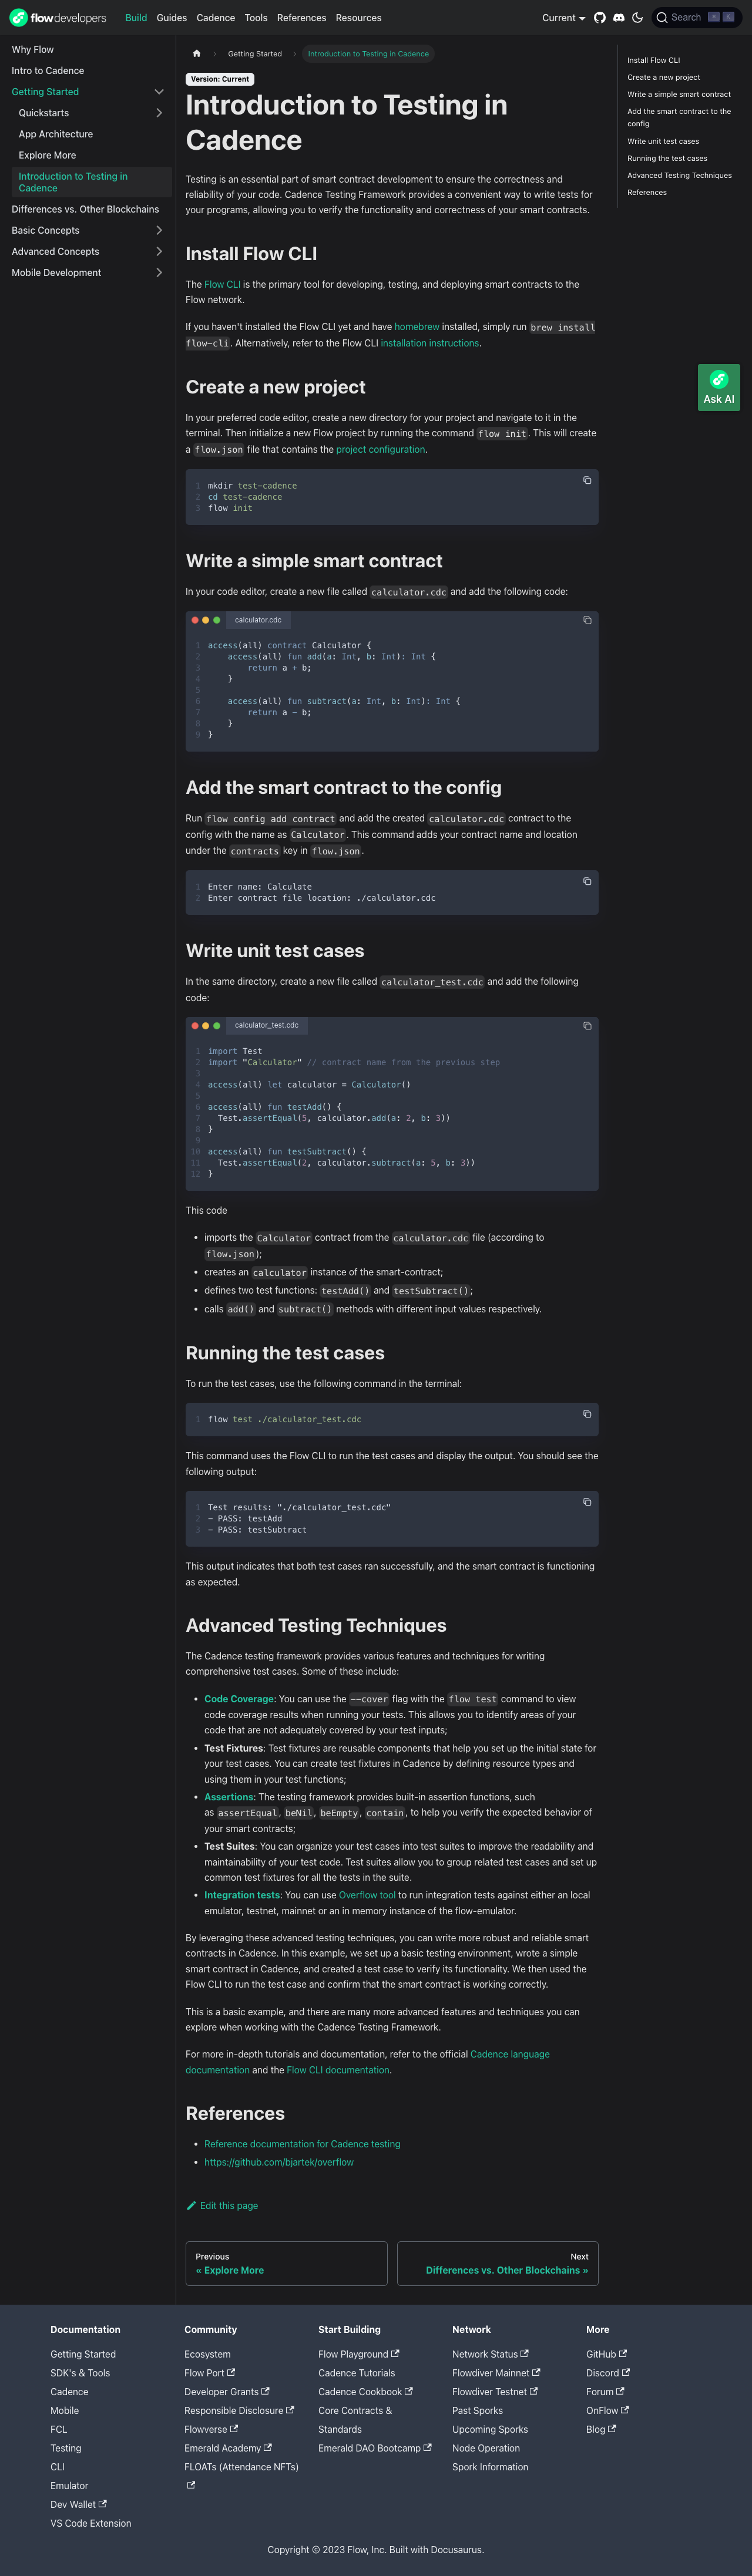 flow developers
Build Guides Cadence Tools References Resources
Current
Search
Why Flow
Intro to Cadence
Getting Started
Quickstarts
App Architecture
Explore More
Introduction to Testing in
Cadence
Differences vs. Other Blockchains
Basic Concepts
Advanced Concepts
Mobile Development
Getting Started
Introduction to Testing in Cadence
Version: Current
Introduction to Testing in
Cadence
Testing is an essential part of smart contract development to ensure the correctness and
reliability of your code. Cadence Testing Framework provides a convenient way to write tests for
your programs, allowing you to verify the functionality and correctness of your smart contracts.
Install Flow CLI
The Flow CLI is the primary tool for developing, testing, and deploying smart contracts to the
Flow network.
If you haven't installed the Flow CLI yet and have homebrew installed, simply run brew install
flow-cli. Alternatively, refer to the Flow CLI installation instructions.
Create a new project
In your preferred code editor, create a new directory for your project and navigate to it in the
terminal. Then initialize a new Flow project by running the command flow init. This will create
a flow.json file that contains the project configuration.
1 mkdir test-cadence
2 cd test-cadence
3 flow init
Write a simple smart contract
In your code editor, create a new file called calculator.cdc and add the following code:
calculator.cdc
1 access(all) contract Calculator {
2     access(all) fun add(a: Int, b: Int): Int {
3         return a + b;
4     }
5
6     access(all) fun subtract(a: Int, b: Int): Int {
7         return a - b;
8     }
9 }
Add the smart contract to the config
Run flow config add contract and add the created calculator.cdc contract to the
config with the name as Calculator. This command adds your contract name and location
under the contracts key in flow.json.
1 Enter name: Calculate
2 Enter contract file location: ./calculator.cdc
Write unit test cases
In the same directory, create a new file called calculator_test.cdc and add the following
code:
calculator_test.cdc
1 import Test
2 import "Calculator" // contract name from the previous step
3
4 access(all) let calculator = Calculator()
5
6 access(all) fun testAdd() {
7   Test.assertEqual(5, calculator.add(a: 2, b: 3))
8 }
9
10 access(all) fun testSubtract() {
11   Test.assertEqual(2, calculator.subtract(a: 5, b: 3))
12 }
This code
• imports the Calculator contract from the calculator.cdc file (according to
flow.json);
• creates an calculator instance of the smart-contract;
• defines two test functions: testAdd() and testSubtract();
• calls add() and subtract() methods with different input values respectively.
Running the test cases
To run the test cases, use the following command in the terminal:
1 flow test ./calculator_test.cdc
This command uses the Flow CLI to run the test cases and display the output. You should see the
following output:
1 Test results: "./calculator_test.cdc"
2 - PASS: testAdd
3 - PASS: testSubtract
This output indicates that both test cases ran successfully, and the smart contract is functioning
as expected.
Advanced Testing Techniques
The Cadence testing framework provides various features and techniques for writing
comprehensive test cases. Some of these include:
• Code Coverage: You can use the --cover flag with the flow test command to view
code coverage results when running your tests. This allows you to identify areas of your
code that are not adequately covered by your test inputs;
• Test Fixtures: Test fixtures are reusable components that help you set up the initial state for
your test cases. You can create test fixtures in Cadence by defining resource types and
using them in your test functions;
• Assertions: The testing framework provides built-in assertion functions, such
as assertEqual, beNil, beEmpty, contain, to help you verify the expected behavior of
your smart contracts;
• Test Suites: You can organize your test cases into test suites to improve the readability and
maintainability of your test code. Test suites allow you to group related test cases and set up
common test fixtures for all the tests in the suite.
• Integration tests: You can use Overflow tool to run integration tests against either an local
emulator, testnet, mainnet or an in memory instance of the flow-emulator.
By leveraging these advanced testing techniques, you can write more robust and reliable smart
contracts in Cadence. In this example, we set up a basic testing environment, wrote a simple
smart contract in Cadence, and created a test case to verify its functionality. We then used the
Flow CLI to run the test case and confirm that the smart contract is working correctly.
This is a basic example, and there are many more advanced features and techniques you can
explore when working with the Cadence Testing Framework.
For more in-depth tutorials and documentation, refer to the official Cadence language
documentation and the Flow CLI documentation.
References
• Reference documentation for Cadence testing
• https://github.com/bjartek/overflow
Edit this page
Previous
« Explore More
Next
Differences vs. Other Blockchains »
Install Flow CLI
Create a new project
Write a simple smart contract
Add the smart contract to the
config
Write unit test cases
Running the test cases
Advanced Testing Techniques
References
Ask AI
Documentation
Getting Started
SDK's & Tools
Cadence
Mobile
FCL
Testing
CLI
Emulator
Dev Wallet
VS Code Extension
Community
Ecosystem
Flow Port
Developer Grants
Responsible Disclosure
Flowverse
Emerald Academy
FLOATs (Attendance NFTs)
Start Building
Flow Playground
Cadence Tutorials
Cadence Cookbook
Core Contracts &
Standards
Emerald DAO Bootcamp
Network
Network Status
Flowdiver Mainnet
Flowdiver Testnet
Past Sporks
Upcoming Sporks
Node Operation
Spork Information
More
GitHub
Discord
Forum
OnFlow
Blog
Copyright © 2023 Flow, Inc. Built with Docusaurus.